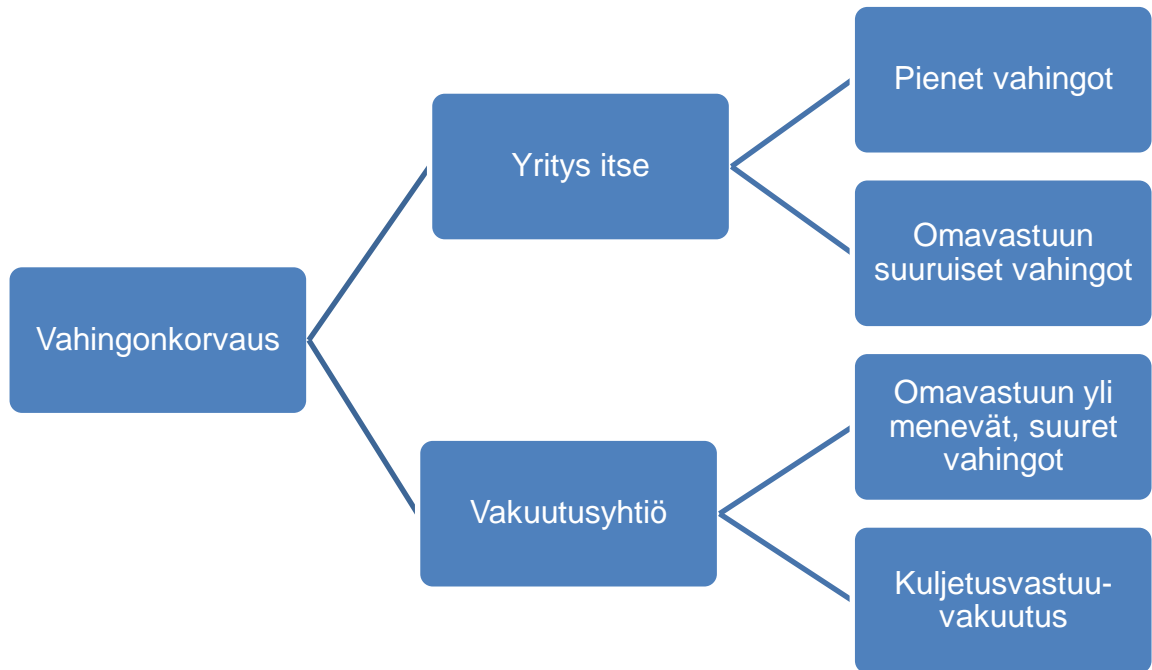 Vahingonkorvaus
Yritys itse
Pienet vahingot
Omavastuun
suuruiset vahingot
Vakuutusyhtiö
Omavastuun yli
menevät, suuret
vahingot
Kuljetusvastuu-
vakuutus